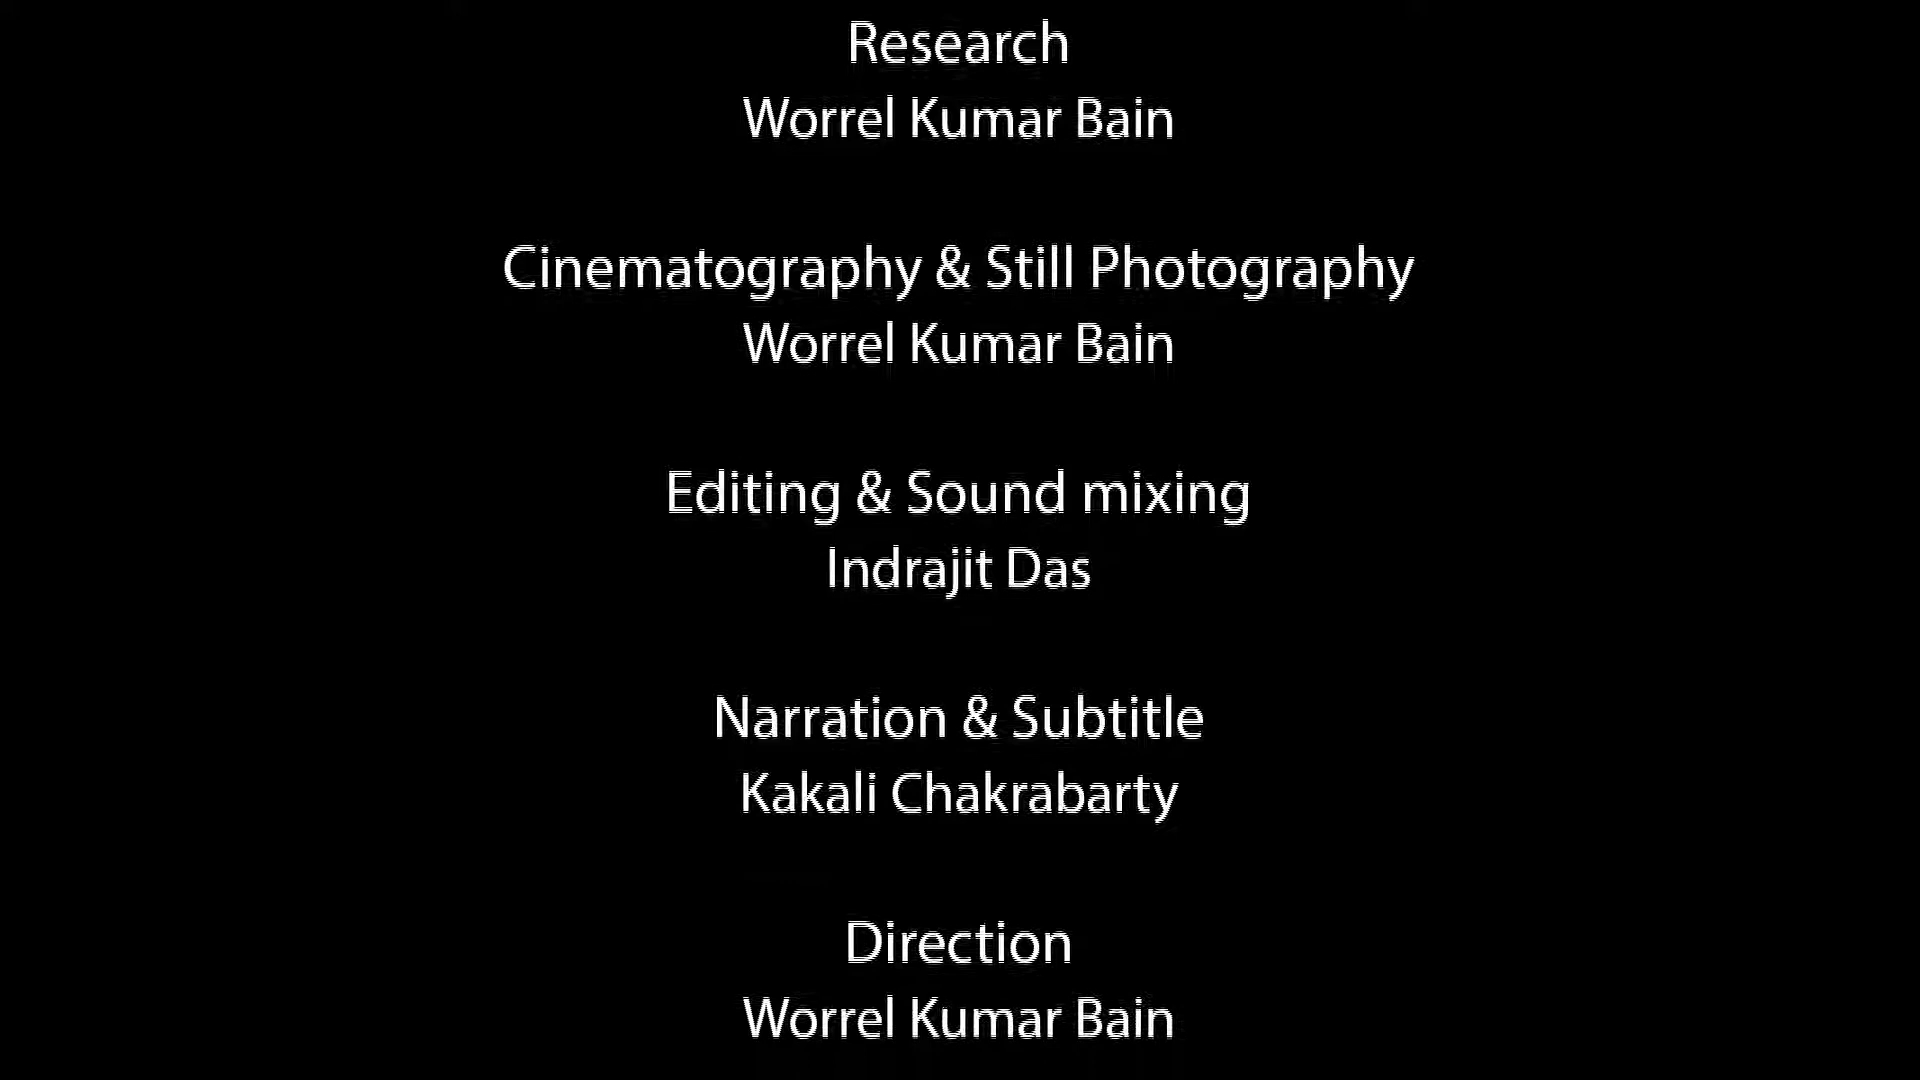 Research
Worrel Kumar Bain
Cinematography & Still Photography
Worrel Kumar Bain
Editing & Sound mixing
Indrajit Das
Narration & Subtitle
Kakali Chakrabarty
Direction
Worrel Kumar Bain